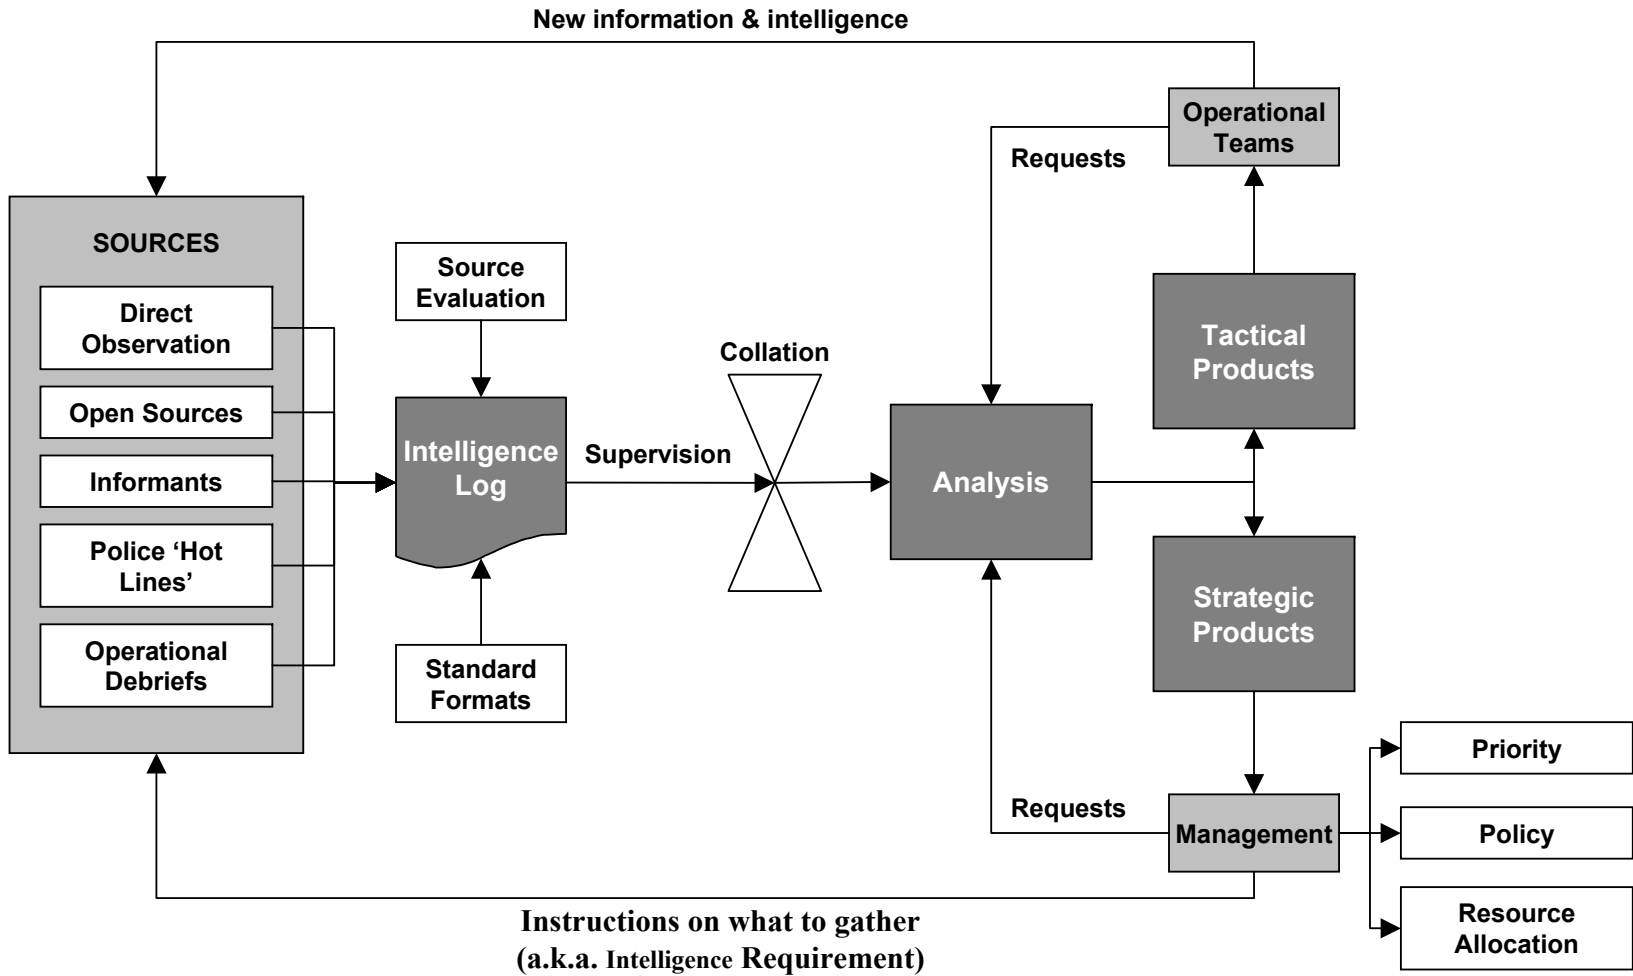 New information & intelligence
Operational
Teams
Requests
SOURCES
Direct
Observation
Open Sources
Informants
Police ‘Hot
Lines’
Operational
Debriefs
Source
Evaluation
Intelligence
Log
Standard
Formats
Supervision
Collation
Analysis
Tactical
Products
Strategic
Products
Requests
Management
Priority
Policy
Resource
Allocation
Instructions on what to gather
(a.k.a. Intelligence Requirement)